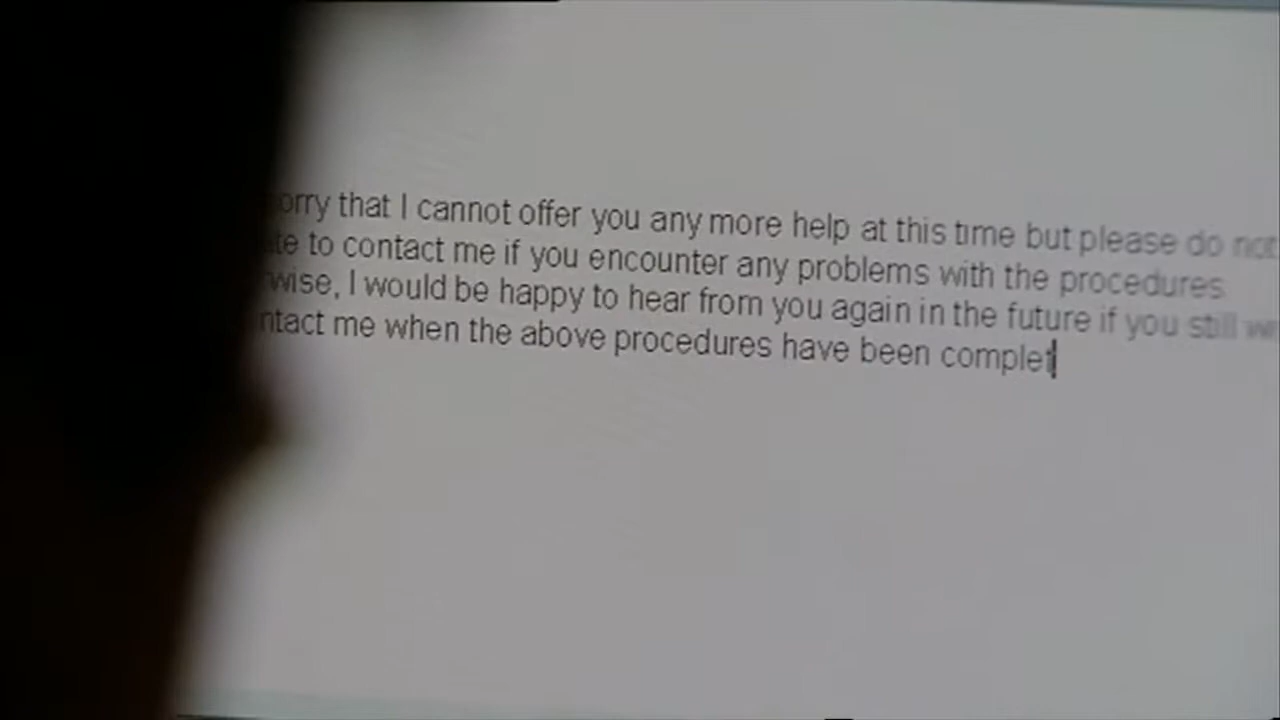 orry that I cannot offer you any more help at this time but please do not
te to contact me if you encounter any problems with the procedures
wise, I would be happy to hear from you again in the future if you still
ntact me when the above procedures have been complet